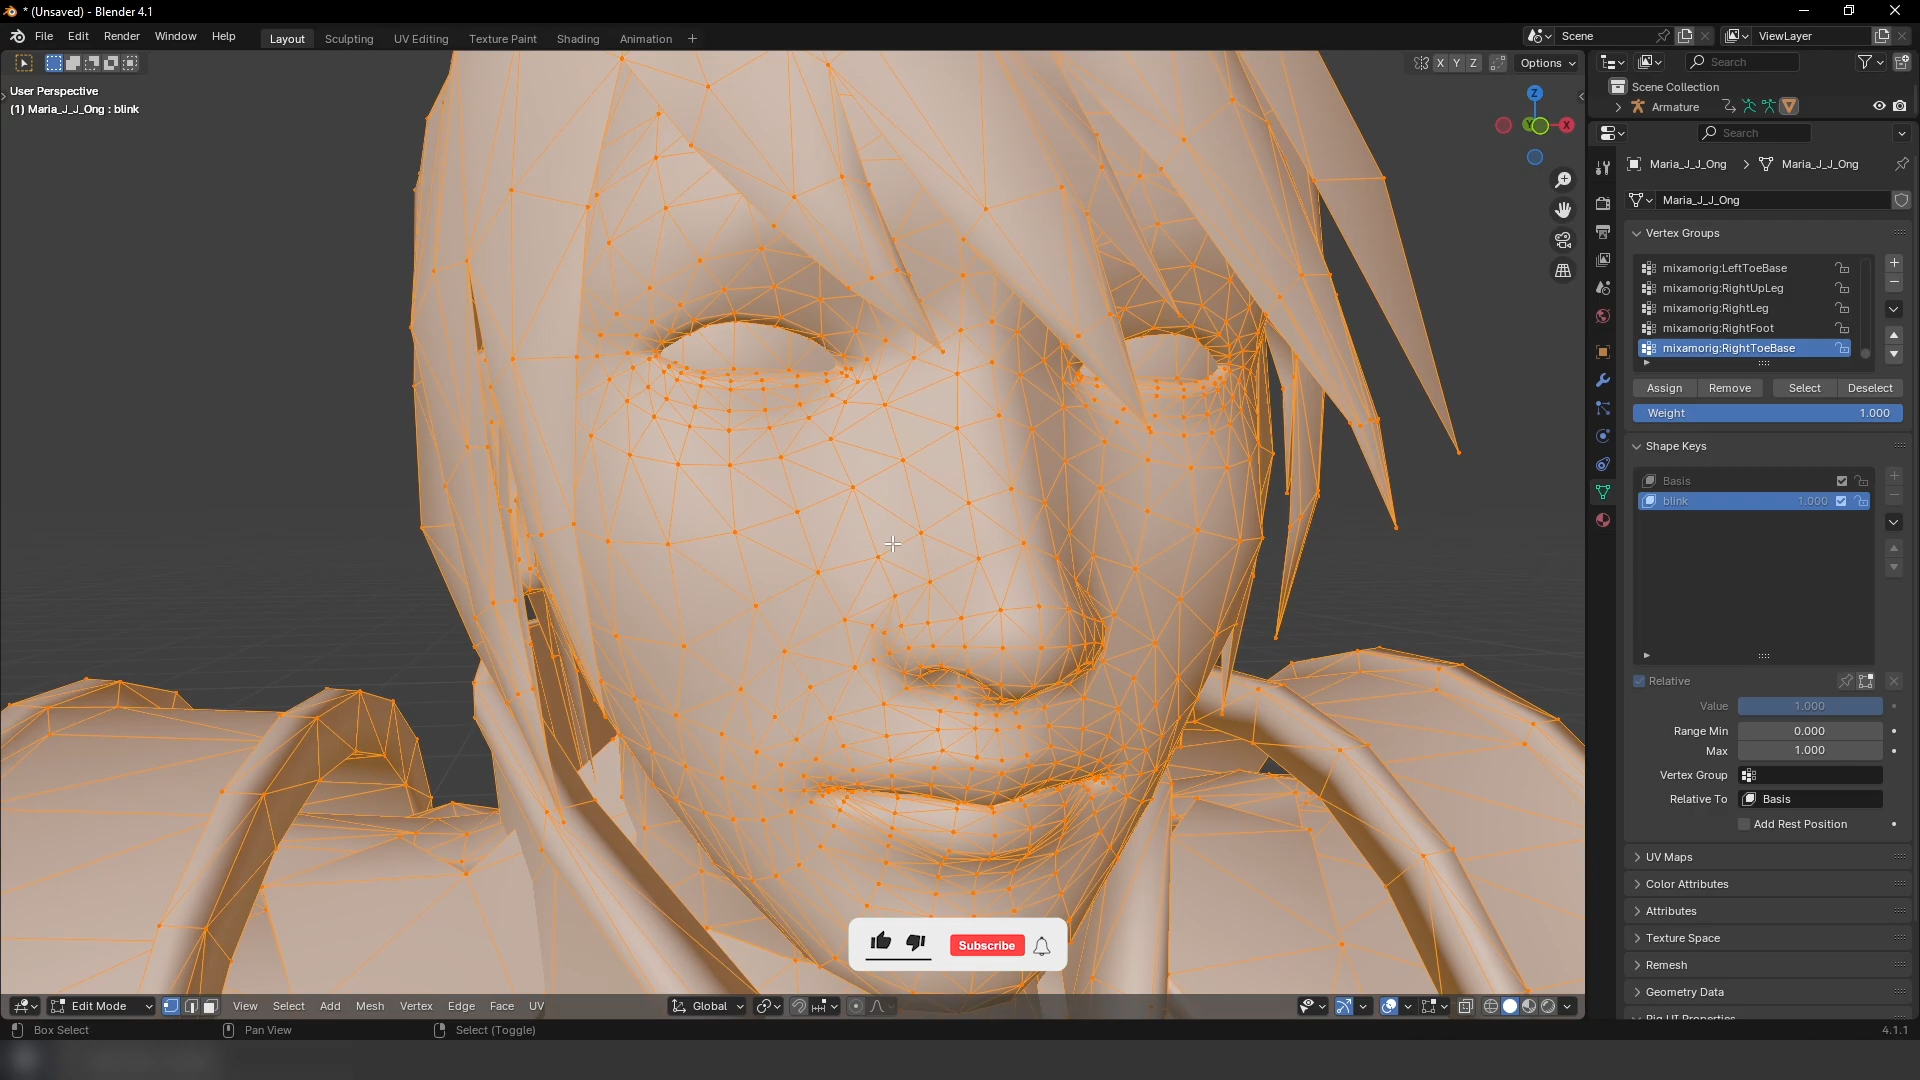 * (Unsaved) - Blender 4.1
File Edit Render Window Help
Layout Sculpting UV Editing Texture Paint Shading Animation +
Scene
ViewLayer
X Y Z
Options
User Perspective
(1) Maria_J_J_Ong : blink
Z
Y
X
Search
Scene Collection
Armature
Search
Maria_J_J_Ong > Maria_J_J_Ong
Maria_J_J_Ong
Vertex Groups
mixamorig:LeftToeBase
mixamorig:RightUpLeg
mixamorig:RightLeg
mixamorig:RightFoot
mixamorig:RightToeBase
Assign Remove Select Deselect
Weight 1.000
Shape Keys
Basis
blink 1.000
Relative
Value 1.000
Range Min 0.000
Max 1.000
Vertex Group
Relative To Basis
Add Rest Position
UV Maps
Color Attributes
Attributes
Texture Space
Remesh
Geometry Data
Subscribe
Edit Mode View Select Add Mesh Vertex Edge Face UV
Global
Box Select Pan View Select (Toggle)
4.1.1